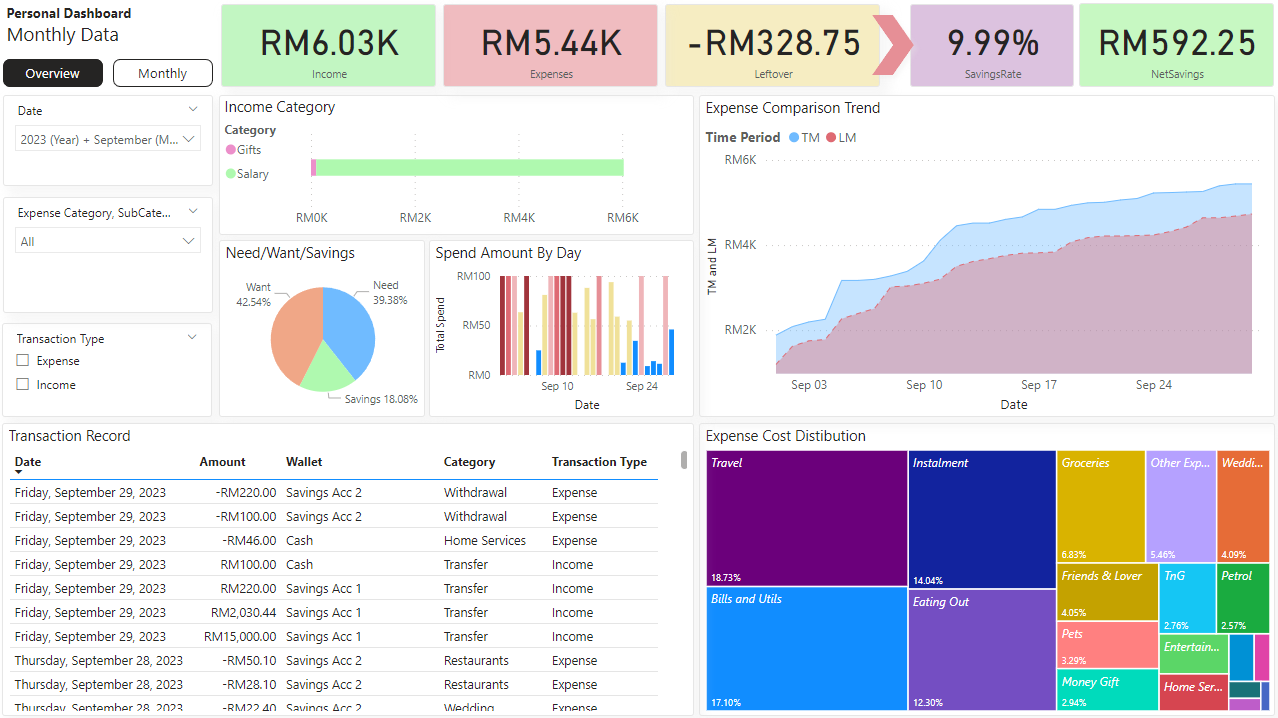 Personal Dashboard
Monthly Data
Overview
Monthly
RM6.03K
Income
RM5.44K
Expenses
-RM328.75
Leftover
9.99%
SavingsRate
RM592.25
NetSavings
Date
2023 (Year) + September (M...
Expense Category, SubCate...
All
Transaction Type
Expense
Income
Income Category
Category
Gifts
Salary
RM0K RM2K RM4K RM6K
Need/Want/Savings
Want
42.54%
Need
39.38%
Savings 18.08%
Spend Amount By Day
Total Spend
RM100
RM50
RM0
Sep 10 Sep 24
Date
Expense Comparison Trend
Time Period TM LM
TM and LM
RM6K
RM4K
RM2K
Sep 03 Sep 10 Sep 17 Sep 24
Date
Transaction Record
Date Amount Wallet Category Transaction Type
Friday, September 29, 2023 -RM220.00 Savings Acc 2 Withdrawal Expense
Friday, September 29, 2023 -RM100.00 Savings Acc 2 Withdrawal Expense
Friday, September 29, 2023 -RM46.00 Cash Home Services Expense
Friday, September 29, 2023 RM100.00 Cash Transfer Income
Friday, September 29, 2023 RM220.00 Savings Acc 1 Transfer Income
Friday, September 29, 2023 RM2,030.44 Savings Acc 1 Transfer Income
Friday, September 29, 2023 RM15,000.00 Savings Acc 1 Transfer Income
Thursday, September 28, 2023 -RM50.10 Savings Acc 2 Restaurants Expense
Thursday, September 28, 2023 -RM28.10 Savings Acc 2 Restaurants Expense
Thursday, September 28, 2023 -RM22.40 Savings Acc 2 Wedding Expense
Expense Cost Distibution
Travel
18.73%
Bills and Utils
17.10%
Instalment
14.04%
Eating Out
12.30%
Groceries
6.83%
Other Exp...
5.46%
Weddi...
4.09%
Friends & Lover
4.05%
Pets
3.29%
Money Gift
2.94%
TnG
2.76%
Petrol
2.57%
Entertain...
Home Ser...